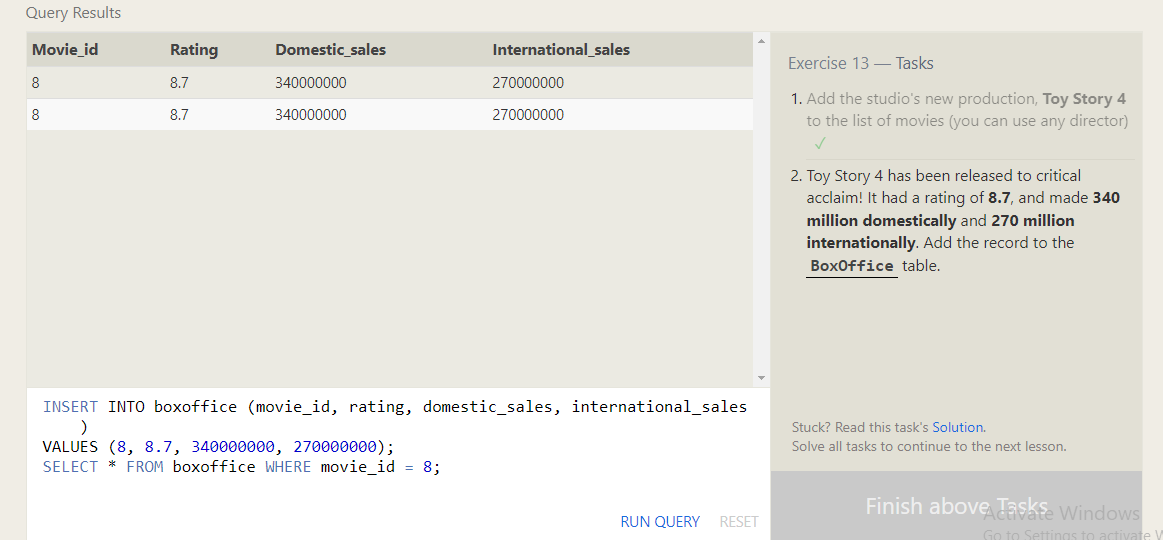 Query Results
Movie_id Rating Domestic_sales International_sales
8 8.7 340000000 270000000
8 8.7 340000000 270000000
INSERT INTO boxoffice (movie_id, rating, domestic_sales, international_sales
)
VALUES (8, 8.7, 340000000, 270000000);
SELECT * FROM boxoffice WHERE movie_id = 8;
RUN QUERY RESET
Exercise 13 — Tasks
1. Add the studio's new production, Toy Story 4
to the list of movies (you can use any director)
✓
2. Toy Story 4 has been released to critical
acclaim! It had a rating of 8.7, and made 340
million domestically and 270 million
internationally. Add the record to the
BoxOffice table.
Stuck? Read this task's Solution.
Solve all tasks to continue to the next lesson.
Finish above Tasks
Activate Windows
Go to Settings to activate W